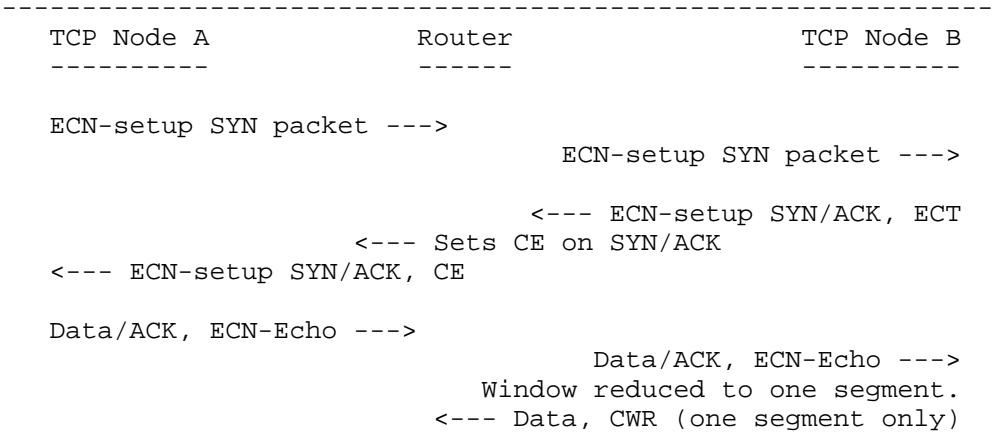 ---------------------------------------------------------------
TCP Node A             Router                  TCP Node B
----------             ------                  ----------
ECN-setup SYN packet --->
ECN-setup SYN packet --->
<--- ECN-setup SYN/ACK, ECT
<--- Sets CE on SYN/ACK
<--- ECN-setup SYN/ACK, CE
Data/ACK, ECN-Echo --->
Data/ACK, ECN-Echo --->
Window reduced to one segment.
<--- Data, CWR (one segment only)